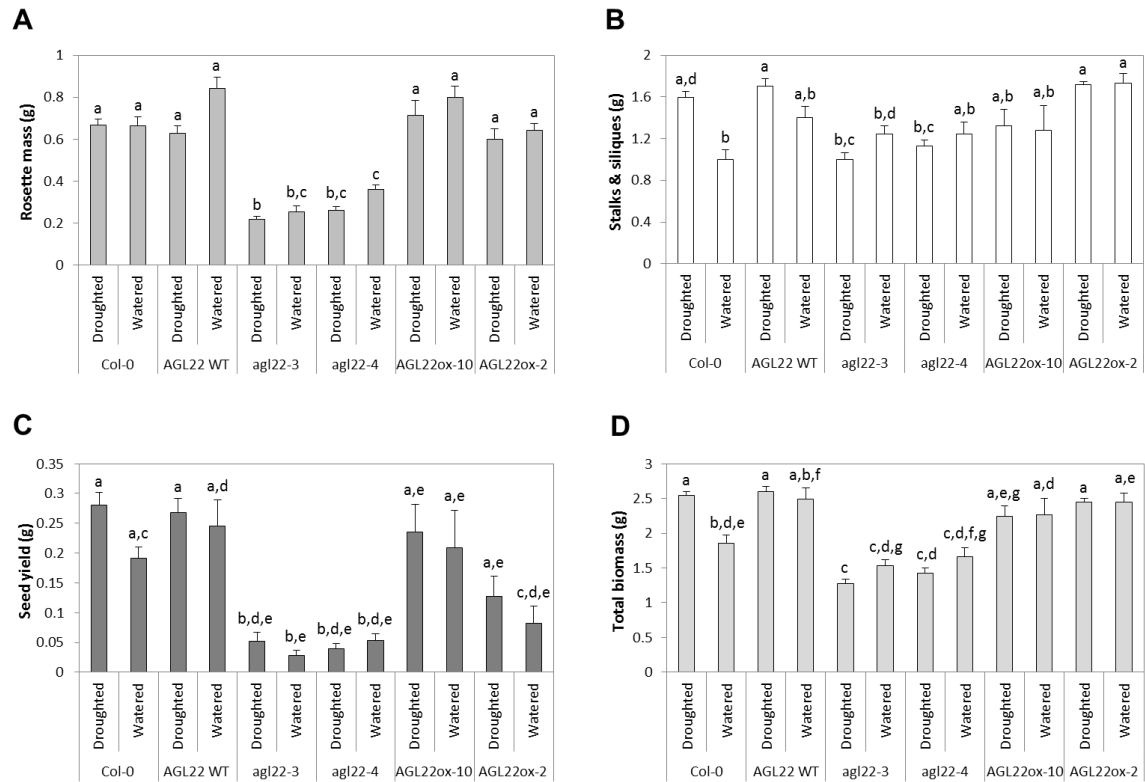 A
Rosette mass (g)
1
0.8
0.6
0.4
0.2
0
a a a a b b,c b,c c a a a a
Droughted Watered Droughted Watered Droughted Watered Droughted Watered Droughted Watered Droughted Watered
Col-0 AGL22 WT agl22-3 agl22-4 AGL22ox-10 AGL22ox-2
B
Stalks & siliques (g)
2
1.6
1.2
0.8
0.4
0
a,d b a a,b b,c b,d b,c a,b a,b a,b a a
Droughted Watered Droughted Watered Droughted Watered Droughted Watered Droughted Watered Droughted Watered
Col-0 AGL22 WT agl22-3 agl22-4 AGL22ox-10 AGL22ox-2
C
Seed yield (g)
0.35
0.3
0.25
0.2
0.15
0.1
0.05
0
a a,c a a,d b,d,e b,e b,d,e b,d,e a,e a,e a,e c,d,e
Droughted Watered Droughted Watered Droughted Watered Droughted Watered Droughted Watered Droughted Watered
Col-0 AGL22 WT agl22-3 agl22-4 AGL22ox-10 AGL22ox-2
D
Total biomass (g)
3
2.5
2
1.5
1
0.5
0
a b,d,e a a,b,f c c,d,g c,d c,d,f,g a,e,g a,d a a,e
Droughted Watered Droughted Watered Droughted Watered Droughted Watered Droughted Watered Droughted Watered
Col-0 AGL22 WT agl22-3 agl22-4 AGL22ox-10 AGL22ox-2